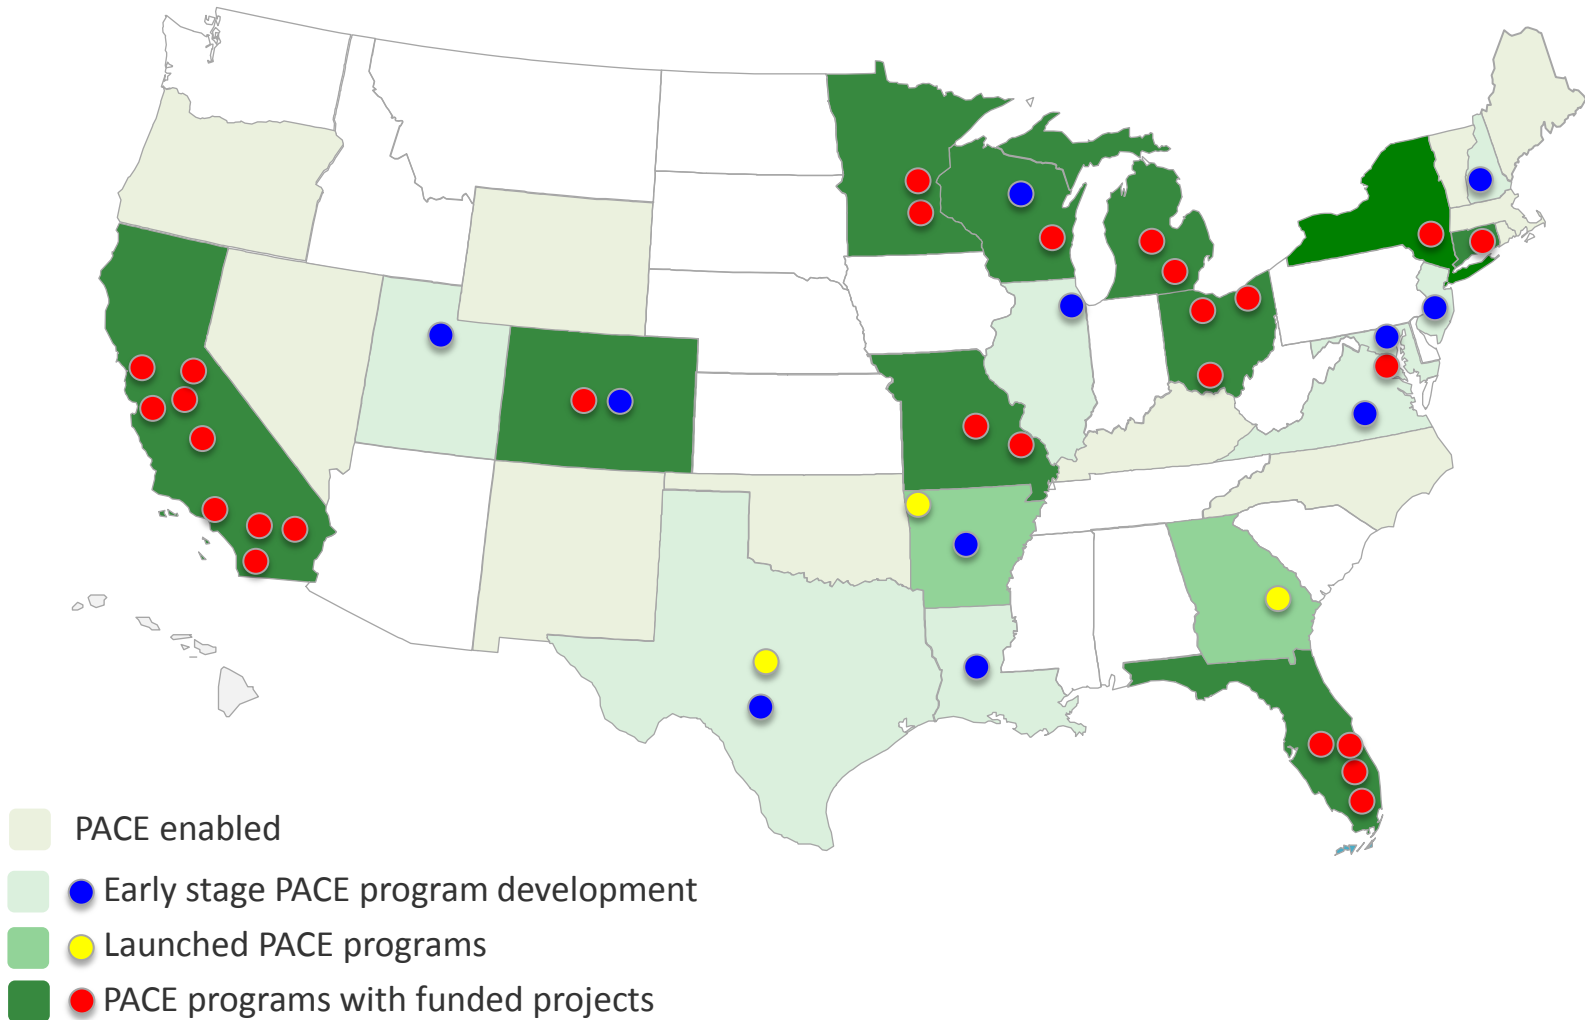 PACE enabled
Early stage PACE program development
Launched PACE programs
PACE programs with funded projects